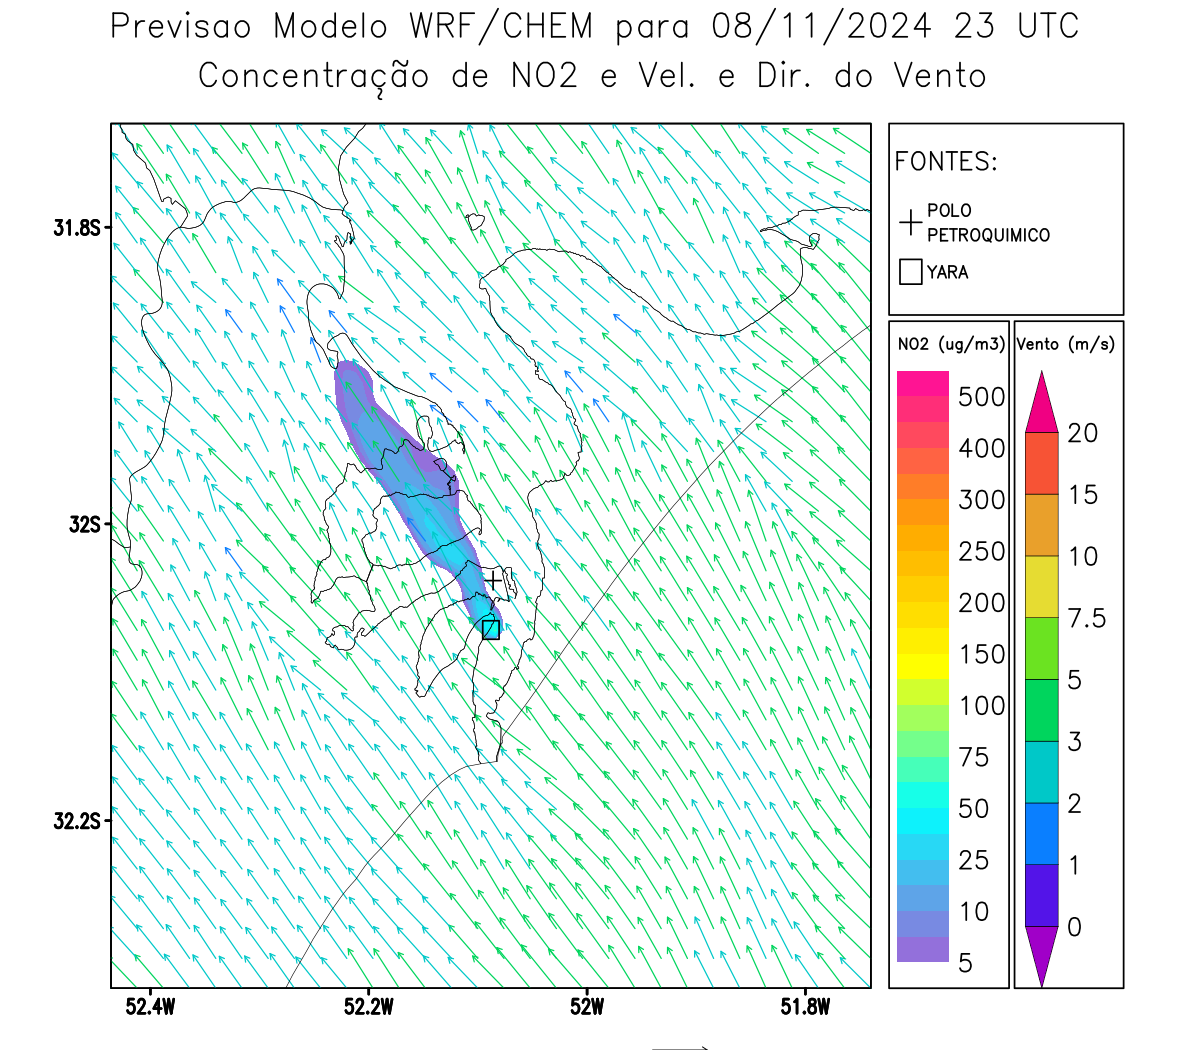 Previsao Modelo WRF/CHEM para 08/11/2024 23 UTC
Concentração de NO2 e Vel. e Dir. do Vento
FONTES:
POLO
PETROQUIMICO
YARA
31.8S
32S
32.2S
52.4W
52.2W
52W
51.8W
NO2 (ug/m3)
500
400
300
250
200
150
100
75
50
25
10
5
Vento (m/s)
20
15
10
7.5
5
3
2
1
0